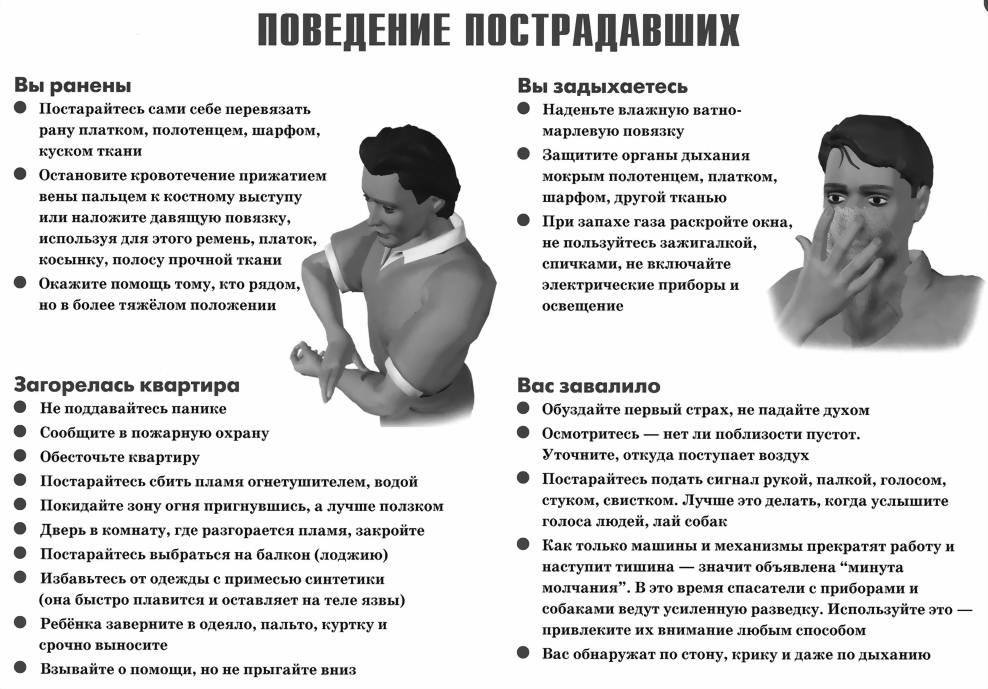 ПОВЕДЕНИЕ ПОСТРАДАВШИХ
Вы ранены
Постарайтесь сами себе перевязать
рану платком, полотенцем, шарфом,
куском ткани
Остановите кровотечение прижатием
вены пальцем к костному выступу
или наложите давящую повязку,
используя для этого ремень, платок,
косынку, полосу прочной ткани
Окажите помощь тому, кто рядом,
но в более тяжёлом положении
Загорелась квартира
Не поддавайтесь панике
Сообщите в пожарную охрану
Обесточьте квартиру
Постарайтесь сбить пламя огнетушителем, водой
Покидайте зону огня пригнувшись, а лучше ползком
Дверь в комнату, где разгорается пламя, закройте
Постарайтесь выбраться на балкон (лоджию)
Избавьтесь от одежды с примесью синтетики
(она быстро плавится и оставляет на теле язвы)
Ребёнка заверните в одеяло, пальто, куртку и
срочно выносите
Взывайте о помощи, но не прыгайте вниз
Вы задыхаетесь
Наденьте влажную ватно-
марлевую повязку
Защитите органы дыхания
мокрым полотенцем, платком,
шарфом, другой тканью
При запахе газа раскройте окна,
не пользуйтесь зажигалкой,
спичками, не включайте
электрические приборы и
освещение
Вас завалило
Обуздайте первый страх, не падайте духом
Осмотритесь — нет ли поблизости пустот.
Уточните, откуда поступает воздух
Постарайтесь подать сигнал рукой, палкой, голосом,
стуком, свистком. Лучше это делать, когда услышите
голоса людей, лай собак
Как только машины и механизмы прекратят работу и
наступит тишина — значит объявлена “минута
молчания”. В это время спасатели с приборами и
собаками ведут усиленную разведку. Используйте это —
привлеките их внимание любым способом
Вас обнаружат по стону, крику и даже по дыханию